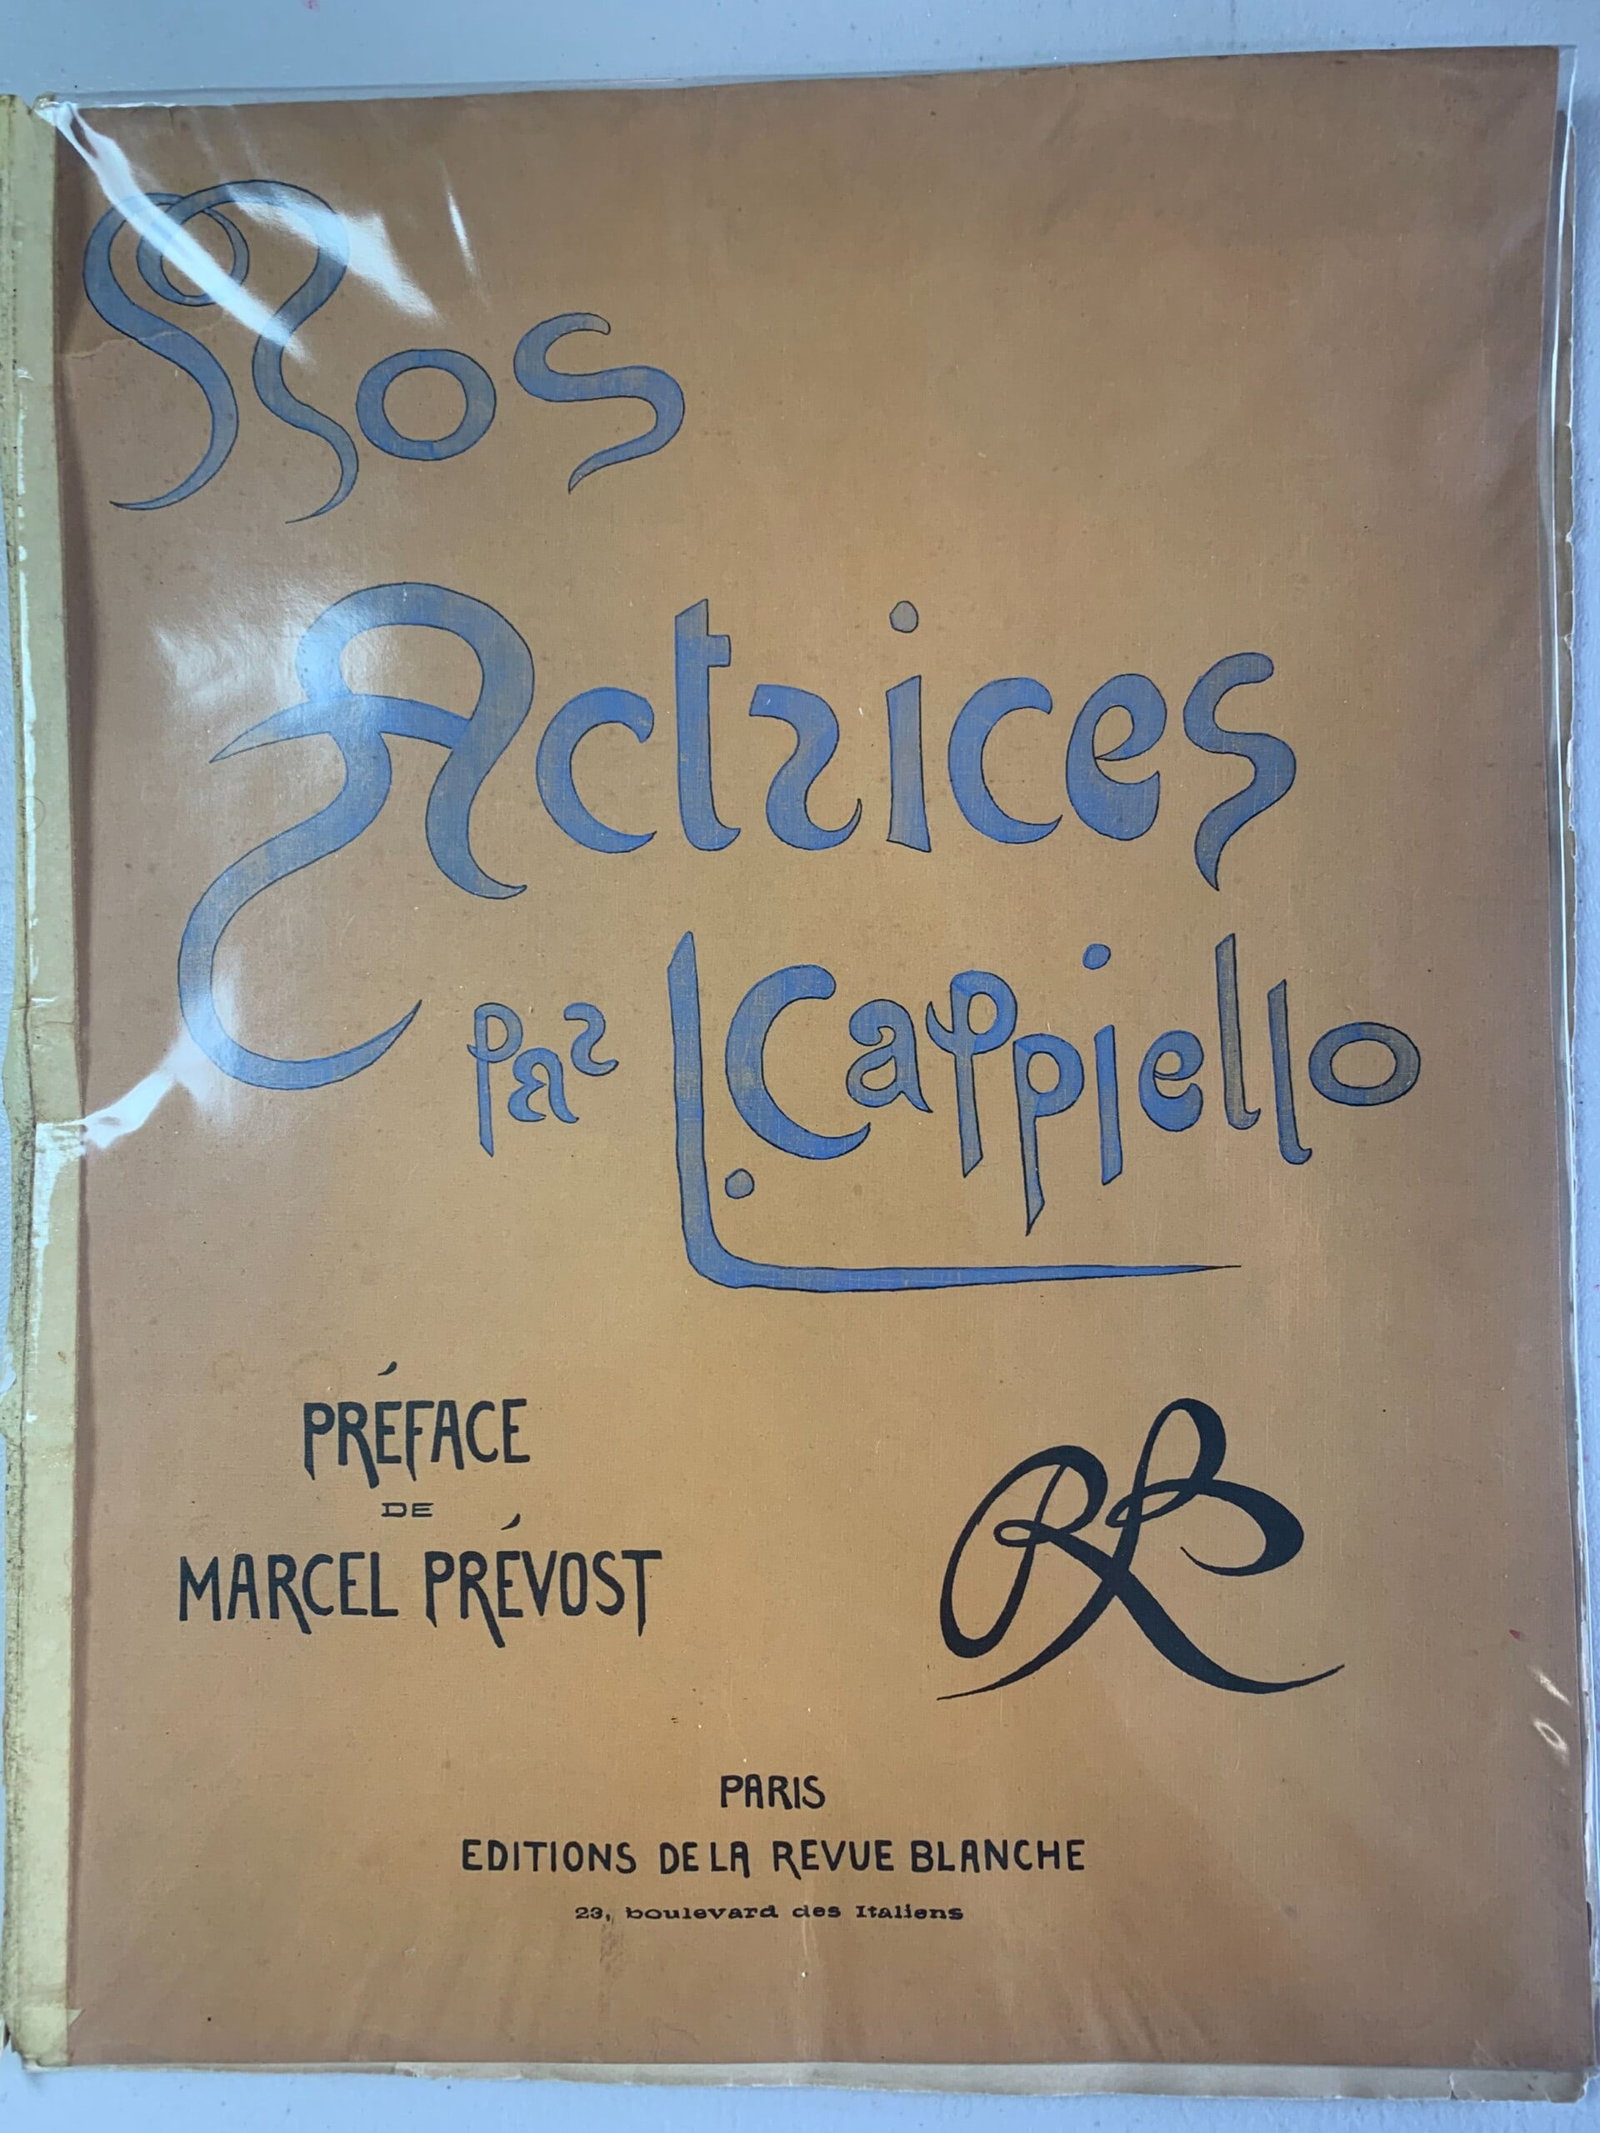 Nos
Actrices
par L. Cappiello
PRÉFACE
DE
MARCEL PRÉVOST
RB
PARIS
EDITIONS DE LA REVUE BLANCHE
23, boulevard des Italiens